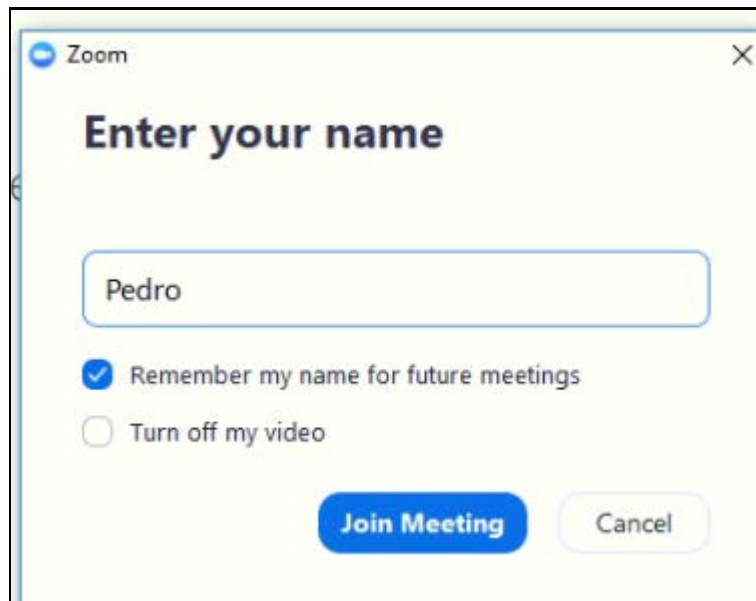 Zoom
Enter your name
Pedro
Remember my name for future meetings
Turn off my video
Join Meeting Cancel